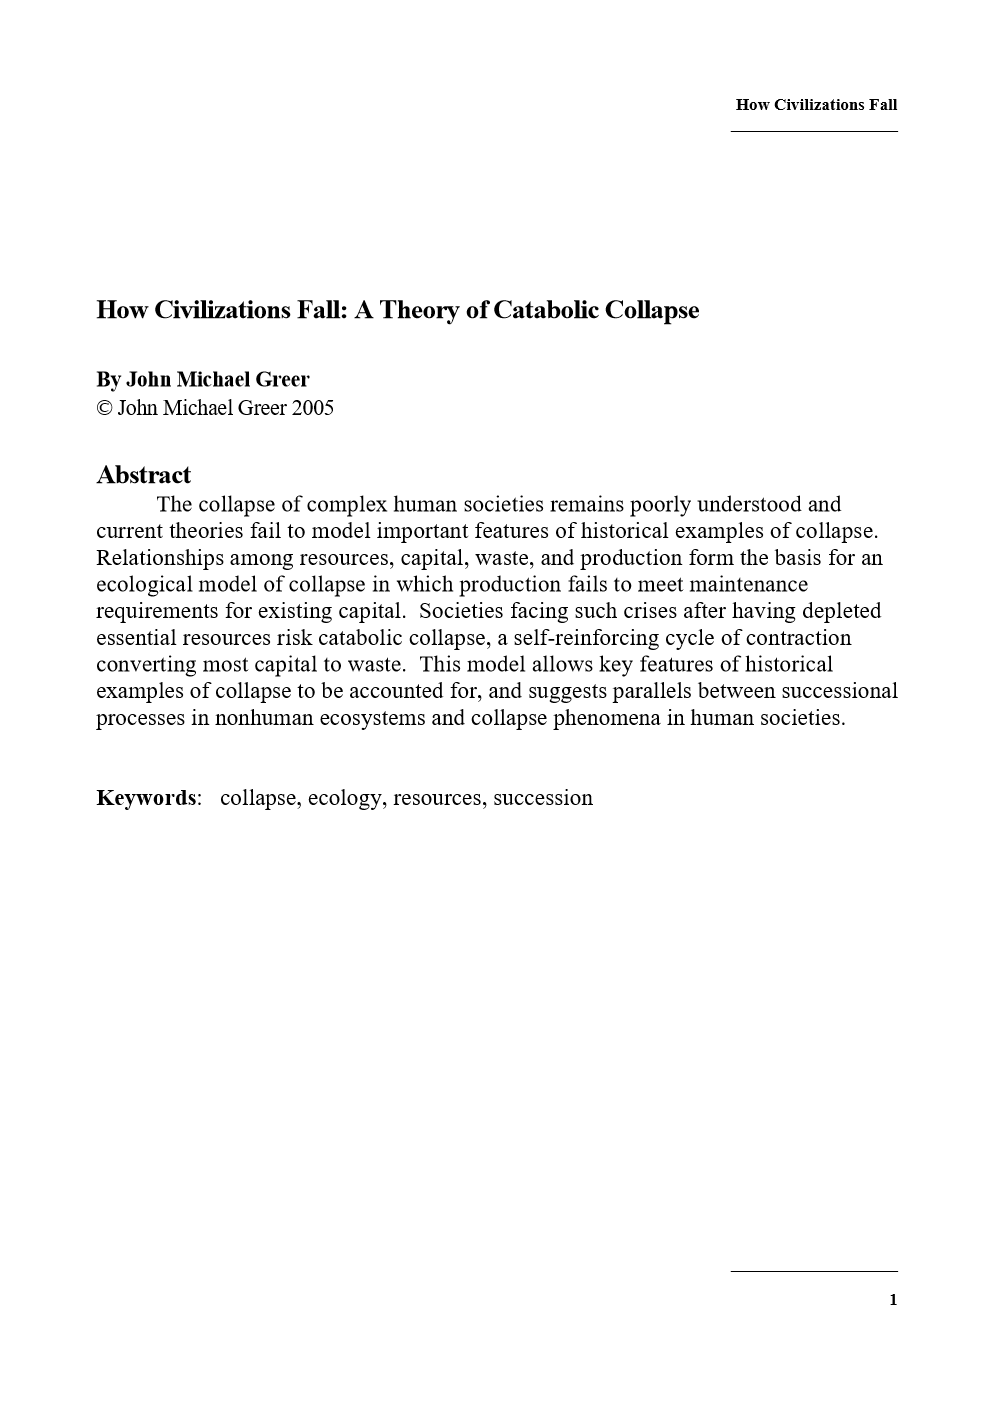 How Civilizations Fall
How Civilizations Fall: A Theory of Catabolic Collapse
By John Michael Greer
© John Michael Greer 2005
Abstract
The collapse of complex human societies remains poorly understood and
current theories fail to model important features of historical examples of collapse.
Relationships among resources, capital, waste, and production form the basis for an
ecological model of collapse in which production fails to meet maintenance
requirements for existing capital.  Societies facing such crises after having depleted
essential resources risk catabolic collapse, a self-reinforcing cycle of contraction
converting most capital to waste.  This model allows key features of historical
examples of collapse to be accounted for, and suggests parallels between successional
processes in nonhuman ecosystems and collapse phenomena in human societies.
Keywords:   collapse, ecology, resources, succession
1